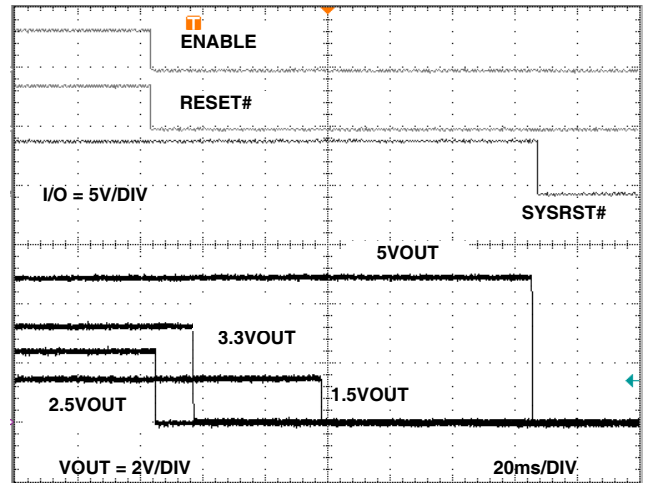 T
ENABLE
RESET#
I/O = 5V/DIV
SYSRST#
5VOUT
3.3VOUT
2.5VOUT
1.5VOUT
VOUT = 2V/DIV
20ms/DIV